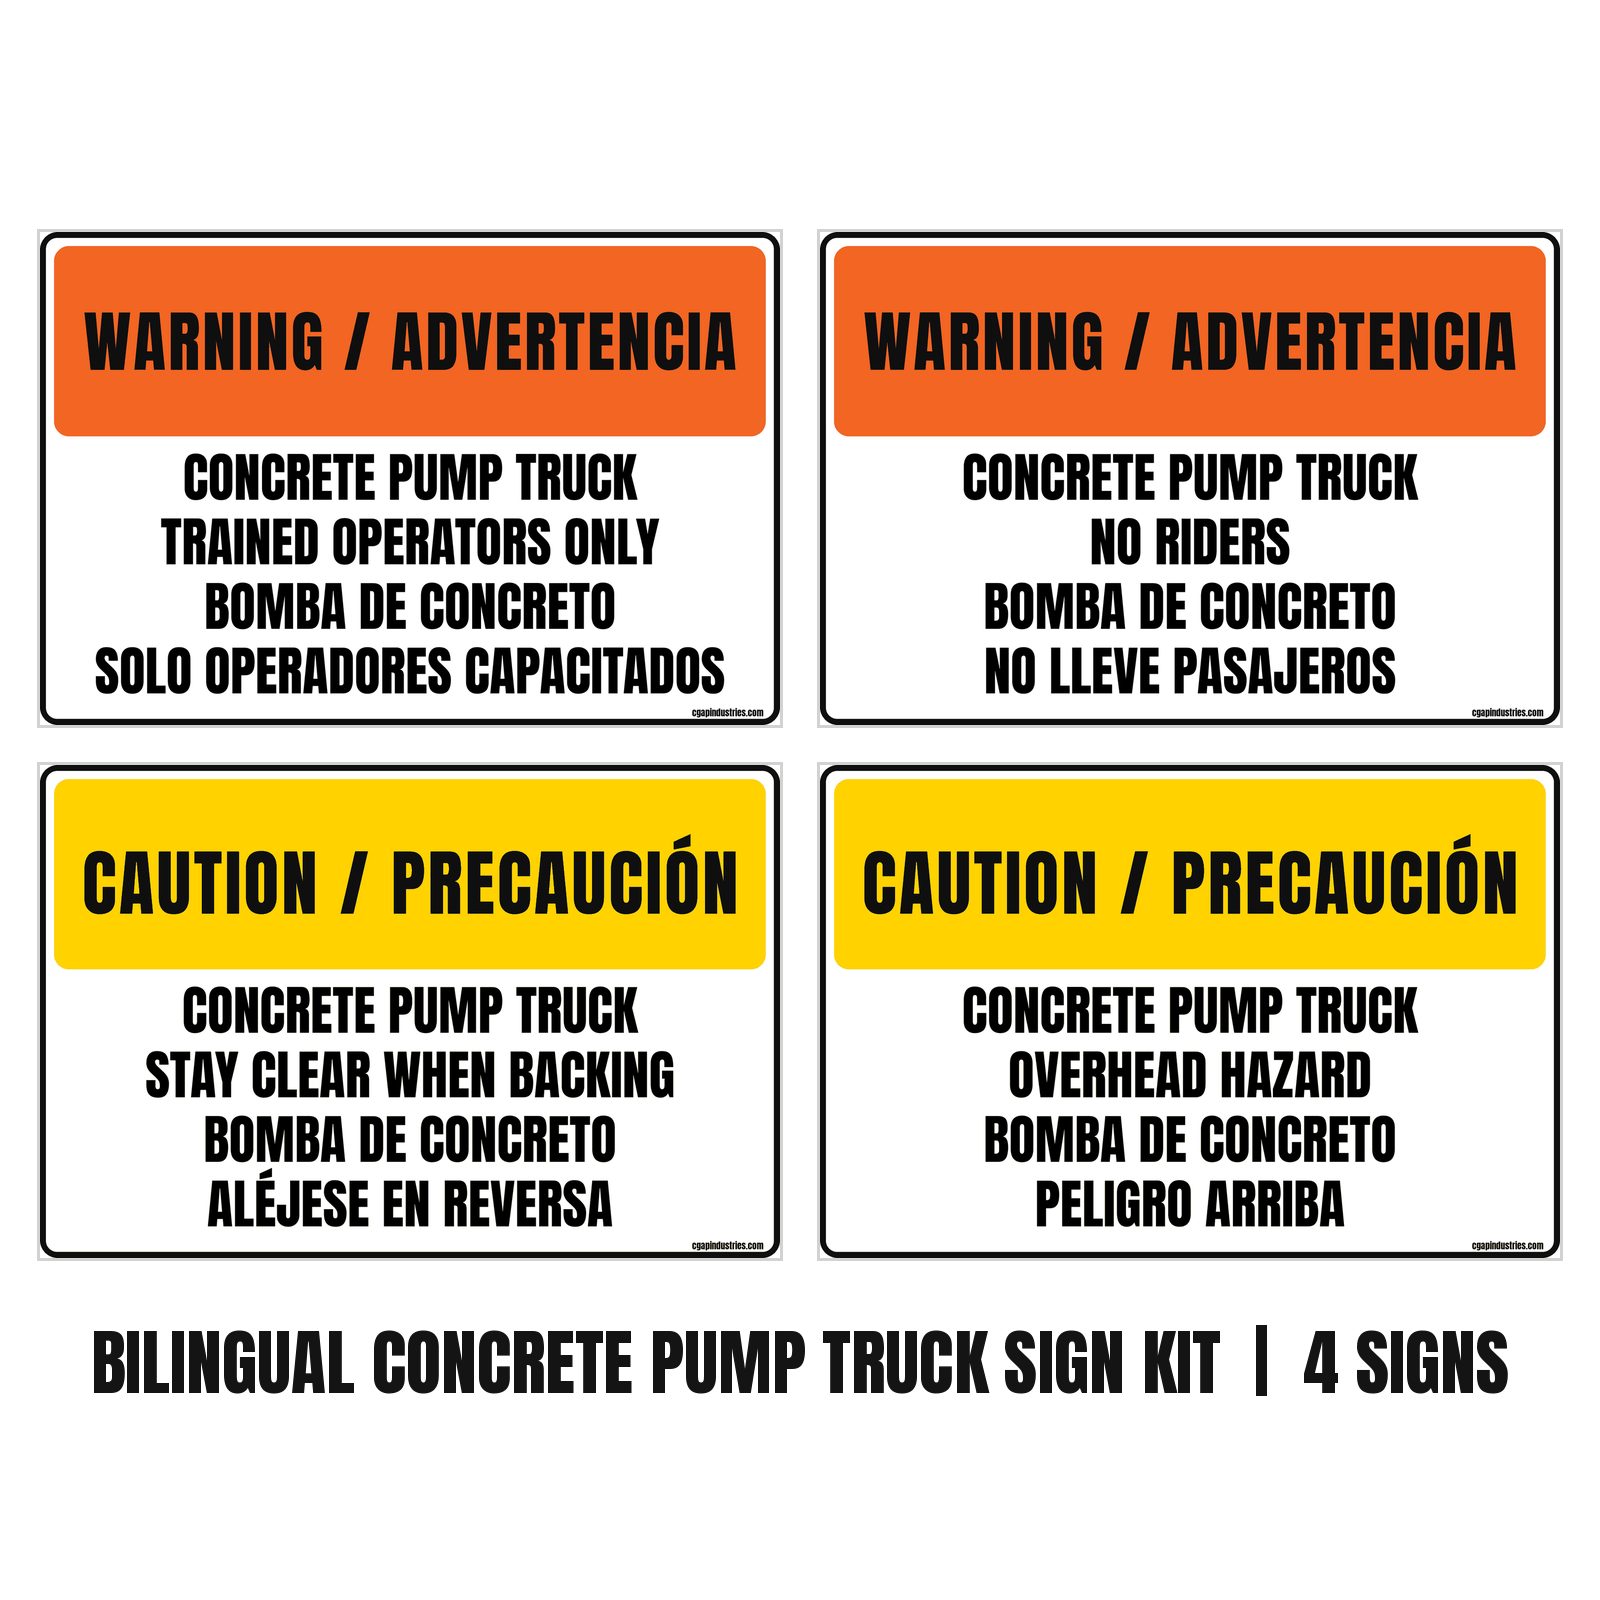 WARNING / ADVERTENCIA
CONCRETE PUMP TRUCK
TRAINED OPERATORS ONLY
BOMBA DE CONCRETO
SOLO OPERADORES CAPACITADOS
cgapindustries.com
WARNING / ADVERTENCIA
CONCRETE PUMP TRUCK
NO RIDERS
BOMBA DE CONCRETO
NO LLEVE PASAJEROS
cgapindustries.com
CAUTION / PRECAUCIÓN
CONCRETE PUMP TRUCK
STAY CLEAR WHEN BACKING
BOMBA DE CONCRETO
ALÉJESE EN REVERSA
cgapindustries.com
CAUTION / PRECAUCIÓN
CONCRETE PUMP TRUCK
OVERHEAD HAZARD
BOMBA DE CONCRETO
PELIGRO ARRIBA
cgapindustries.com
BILINGUAL CONCRETE PUMP TRUCK SIGN KIT | 4 SIGNS